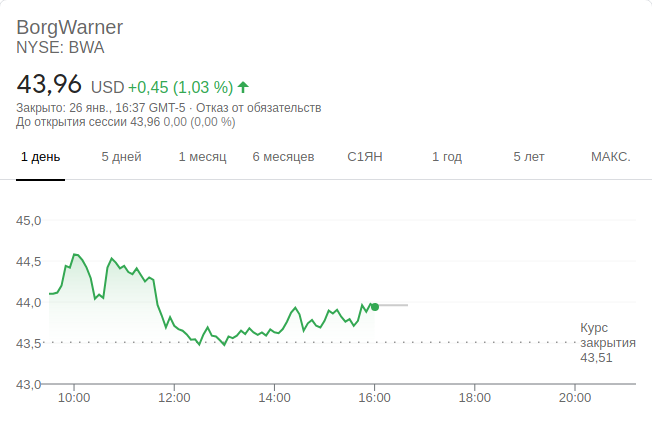 BorgWarner
NYSE: BWA
43,96 USD +0,45 (1,03 %)
Закрыто: 26 янв., 16:37 GMT-5 · Отказ от обязательств
До открытия сессии 43,96 0,00 (0,00 %)
1 день 5 дней 1 месяц 6 месяцев С1ЯН 1 год 5 лет МАКС.
45,0
44,5
44,0
43,5
43,0
Курс
закрытия
43,51
10:00 12:00 14:00 16:00 18:00 20:00